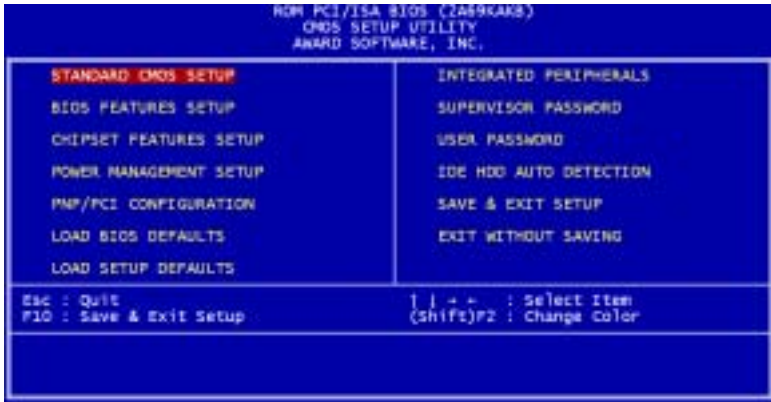 ROM PCI/ISA BIOS (2A69KAKB)
CMOS SETUP UTILITY
AWARD SOFTWARE, INC.
STANDARD CMOS SETUP
BIOS FEATURES SETUP
CHIPSET FEATURES SETUP
POWER MANAGEMENT SETUP
PNP/PCI CONFIGURATION
LOAD BIOS DEFAULTS
LOAD SETUP DEFAULTS
INTEGRATED PERIPHERALS
SUPERVISOR PASSWORD
USER PASSWORD
IDE HDD AUTO DETECTION
SAVE & EXIT SETUP
EXIT WITHOUT SAVING
Esc : Quit
F10 : Save & Exit Setup
↑ ↓ → ← : Select Item
(Shift)F2 : Change Color